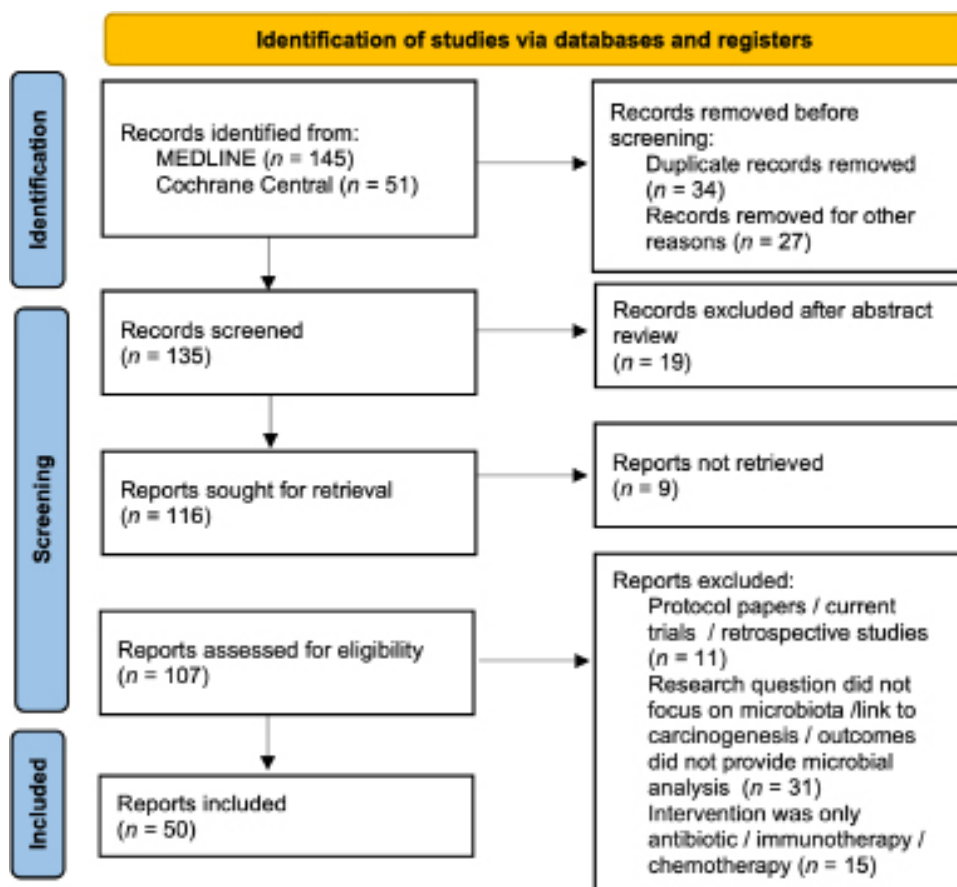 Identification of studies via databases and registers
Identification
Records identified from:
MEDLINE (n = 145)
Cochrane Central (n = 51)
Records removed before
screening:
Duplicate records removed
(n = 34)
Records removed for other
reasons (n = 27)
Screening
Records screened
(n = 135)
Records excluded after abstract
review
(n = 19)
Reports sought for retrieval
(n = 116)
Reports not retrieved
(n = 9)
Reports assessed for eligibility
(n = 107)
Reports excluded:
Protocol papers / current
trials / retrospective studies
(n = 11)
Research question did not
focus on microbiota /link to
carcinogenesis / outcomes
did not provide microbial
analysis (n = 31)
Intervention was only
antibiotic / immunotherapy /
chemotherapy (n = 15)
Included
Reports included
(n = 50)